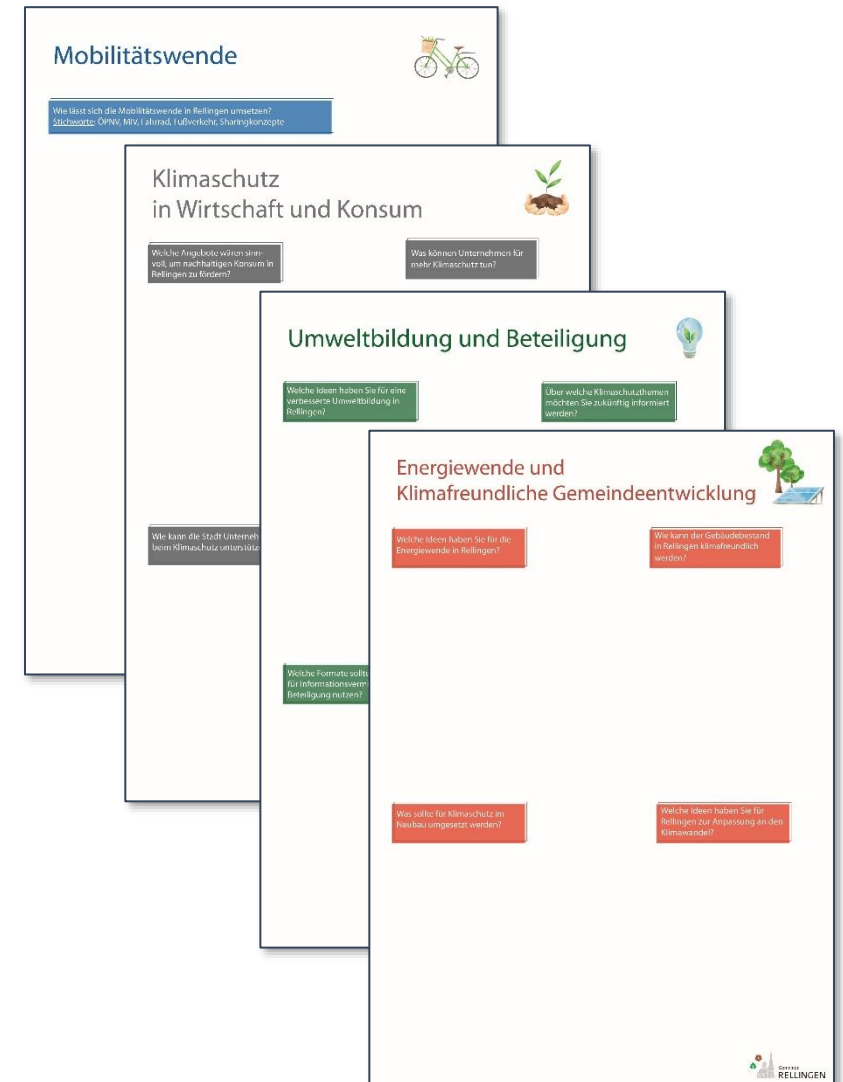 Mobilitätswende
Wie lässt sich die Mobilitätswende in Rellingen umsetzen?
Stichworte: ÖPNV, MIV, Fahrrad, Fußverkehr, Sharingkonzepte
Klimaschutz
in Wirtschaft und Konsum
Welche Angebote wären sinn-
voll, um nachhaltigen Konsum in
Rellingen zu fördern?
Was können Unternehmen für
mehr Klimaschutz tun?
Wie kann die Stadt Unterneh
beim Klimaschutz unterstütz
Umweltbildung und Beteiligung
Welche Ideen haben Sie für eine
verbesserte Umweltbildung in
Rellingen?
Über welche Klimaschutzthemen
möchten Sie zukünftig informiert
werden?
Welche Formate sollt
für Informationsverm
Beteiligung nutzen?
Energiewende und
Klimafreundliche Gemeindeentwicklung
Welche Ideen haben Sie für die
Energiewende in Rellingen?
Wie kann der Gebäudebestand
in Rellingen klimafreundlich
werden?
Was sollte für Klimaschutz im
Neubau umgesetzt werden?
Welche Ideen haben Sie für
Rellingen zur Anpassung an den
Klimawandel?
Gemeinde
RELLINGEN